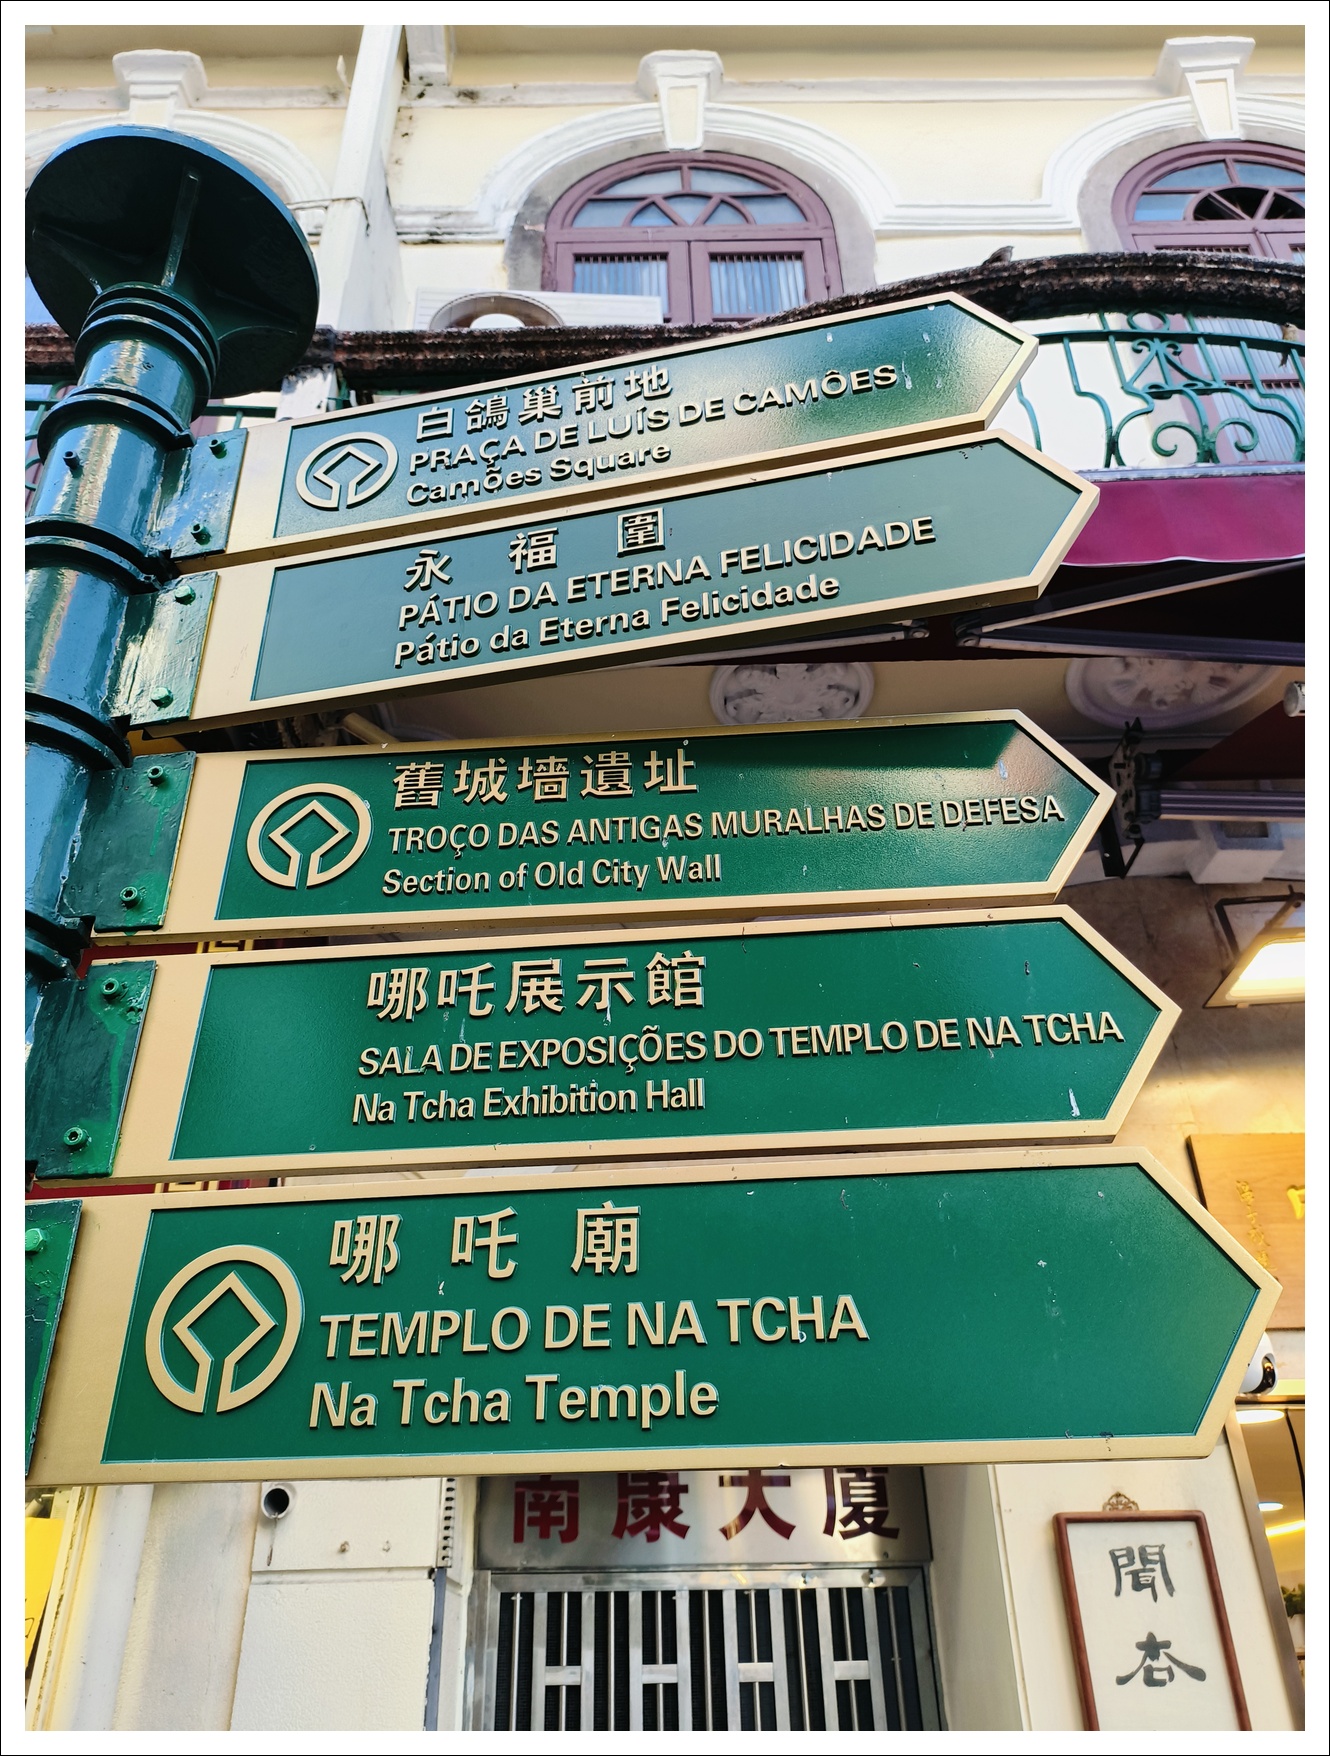 白鴿巢前地
PRAÇA DE LUÍS DE CAMÕES
Camões Square
永福圍
PÁTIO DA ETERNA FELICIDADE
Pátio da Eterna Felicidade
舊城墻遺址
TROÇO DAS ANTIGAS MURALHAS DE DEFESA
Section of Old City Wall
哪吒展示館
SALA DE EXPOSIÇÕES DO TEMPLO DE NA TCHA
Na Tcha Exhibition Hall
哪吒廟
TEMPLO DE NA TCHA
Na Tcha Temple
南康大廈
聞
杏